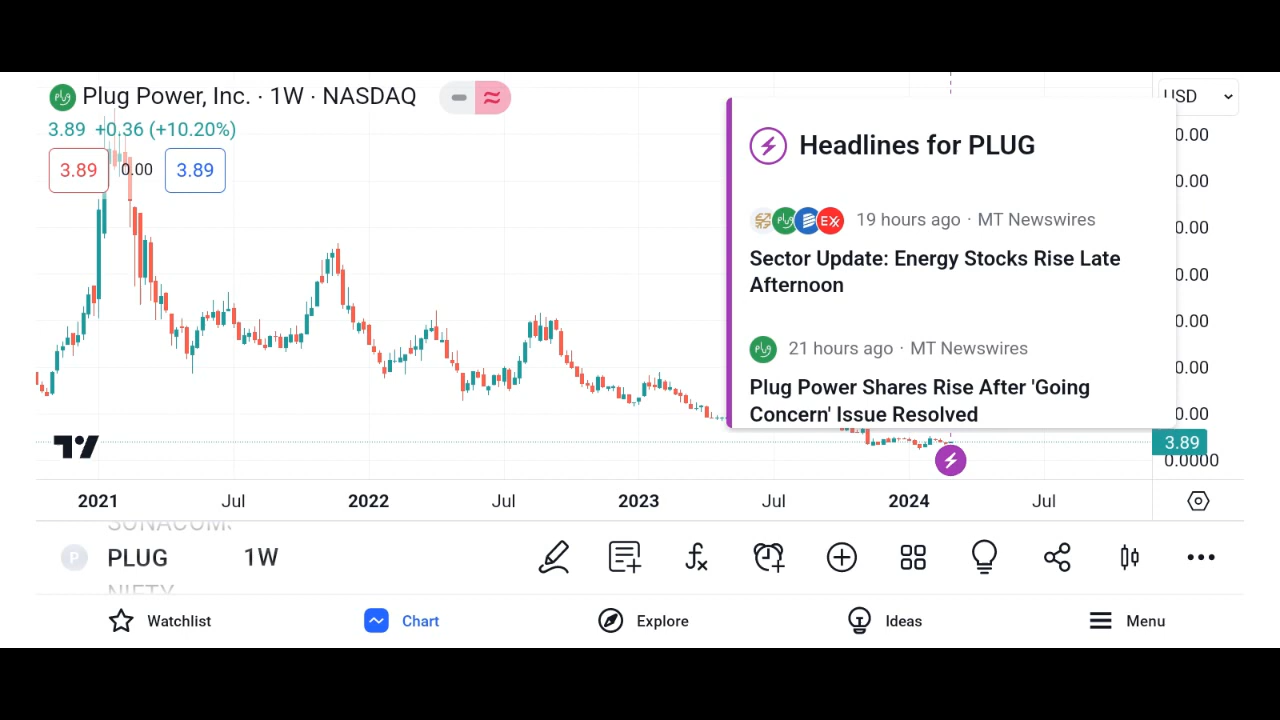 Plug Power, Inc. · 1W · NASDAQ
USD
3.89 +0.36 (+10.20%)
3.89 0.00 3.89
Headlines for PLUG
19 hours ago · MT Newswires
Sector Update: Energy Stocks Rise Late
Afternoon
21 hours ago · MT Newswires
Plug Power Shares Rise After 'Going
Concern' Issue Resolved
0.00
0.00
0.00
0.00
0.00
0.00
0.00
3.89
0.0000
2021 Jul 2022 Jul 2023 Jul 2024 Jul
PLUG 1W
NIFTY
Watchlist Chart Explore Ideas Menu